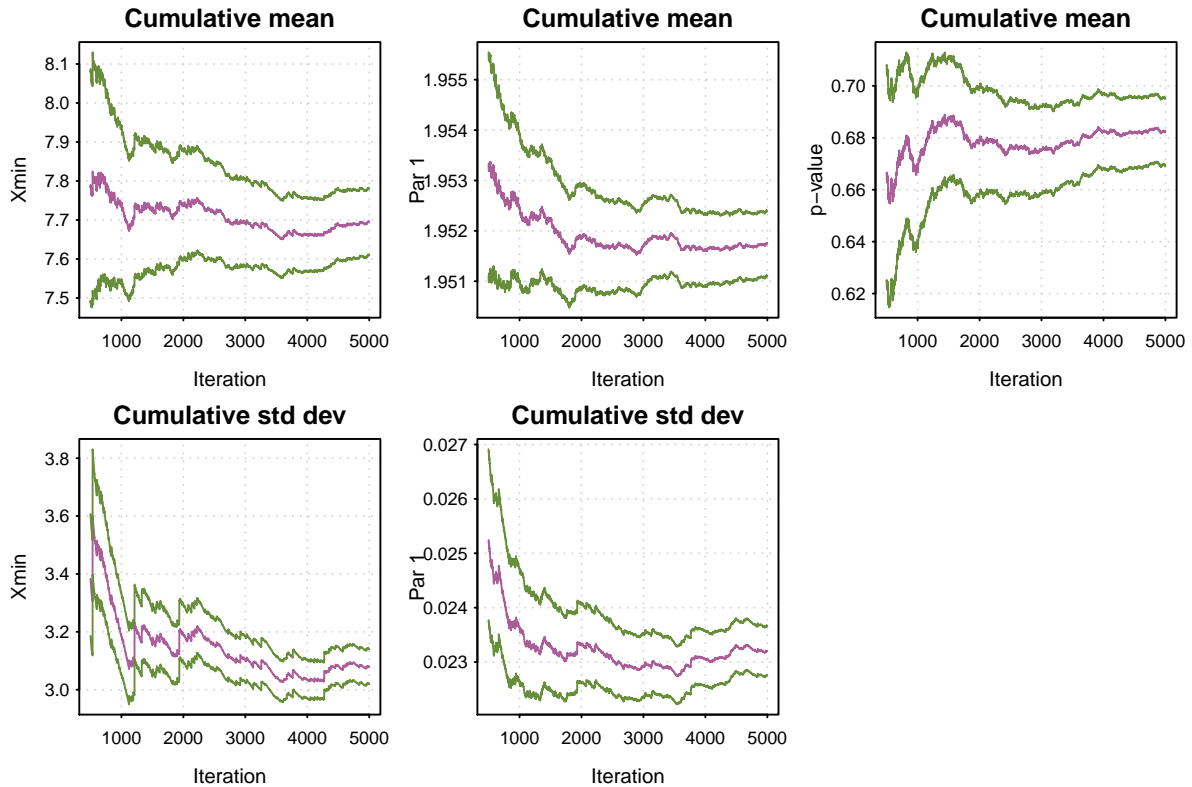 Cumulative mean
Xmin
8.1
8.0
7.9
7.8
7.7
7.6
7.5
1000 2000 3000 4000 5000
Iteration
Cumulative mean
Par 1
1.955
1.954
1.953
1.952
1.951
1000 2000 3000 4000 5000
Iteration
Cumulative mean
p−value
0.70
0.68
0.66
0.64
0.62
1000 2000 3000 4000 5000
Iteration
Cumulative std dev
Xmin
3.8
3.6
3.4
3.2
3.0
1000 2000 3000 4000 5000
Iteration
Cumulative std dev
Par 1
0.027
0.026
0.025
0.024
0.023
1000 2000 3000 4000 5000
Iteration